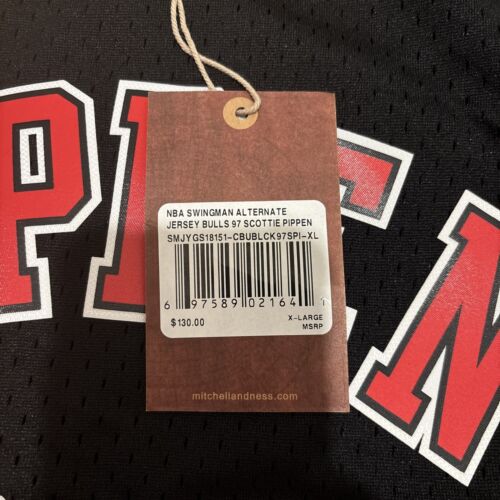 PPEN
NBA SWINGMAN ALTERNATE
JERSEY BULLS 97 SCOTTIE PIPPEN
SMJYGS18151-CBUBLCK97SPI-XL
6 97589 02164 1
$130.00
X-LARGE
MSRP
mitchellandness.com